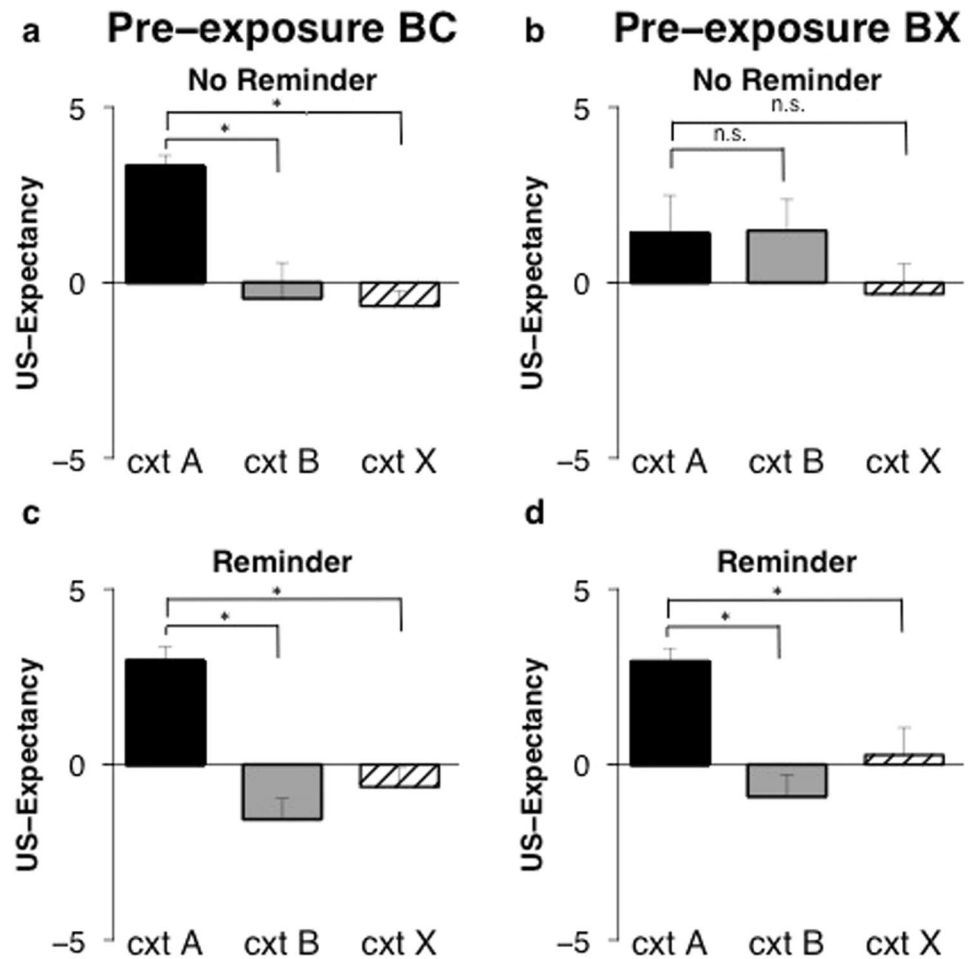 a Pre–exposure BC
No Reminder
5
*
*
US–Expectancy
0
–5
cxt A cxt B cxt X
b Pre–exposure BX
No Reminder
n.s.
5
n.s.
US–Expectancy
0
–5
cxt A cxt B cxt X
c
Reminder
5
*
*
US–Expectancy
0
–5
cxt A cxt B cxt X
d
Reminder
5
*
*
US–Expectancy
0
–5
cxt A cxt B cxt X